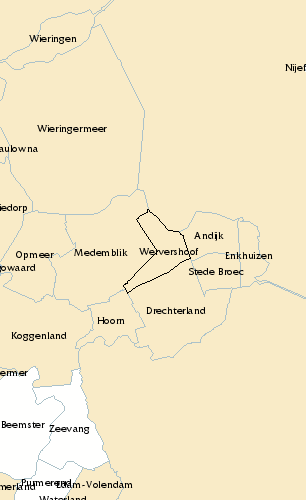 Wieringen
Nijef
Wieringermeer
aulowna
iedorp
Andijk
Opmeer
Medemblik
Wervershoof
Enkhuizen
gowaard
Stede Broec
Drechterland
Hoorn
Koggenland
ermer
Beemster
Zeevang
Purmerend
Edam-Volendam
merland
Waterland